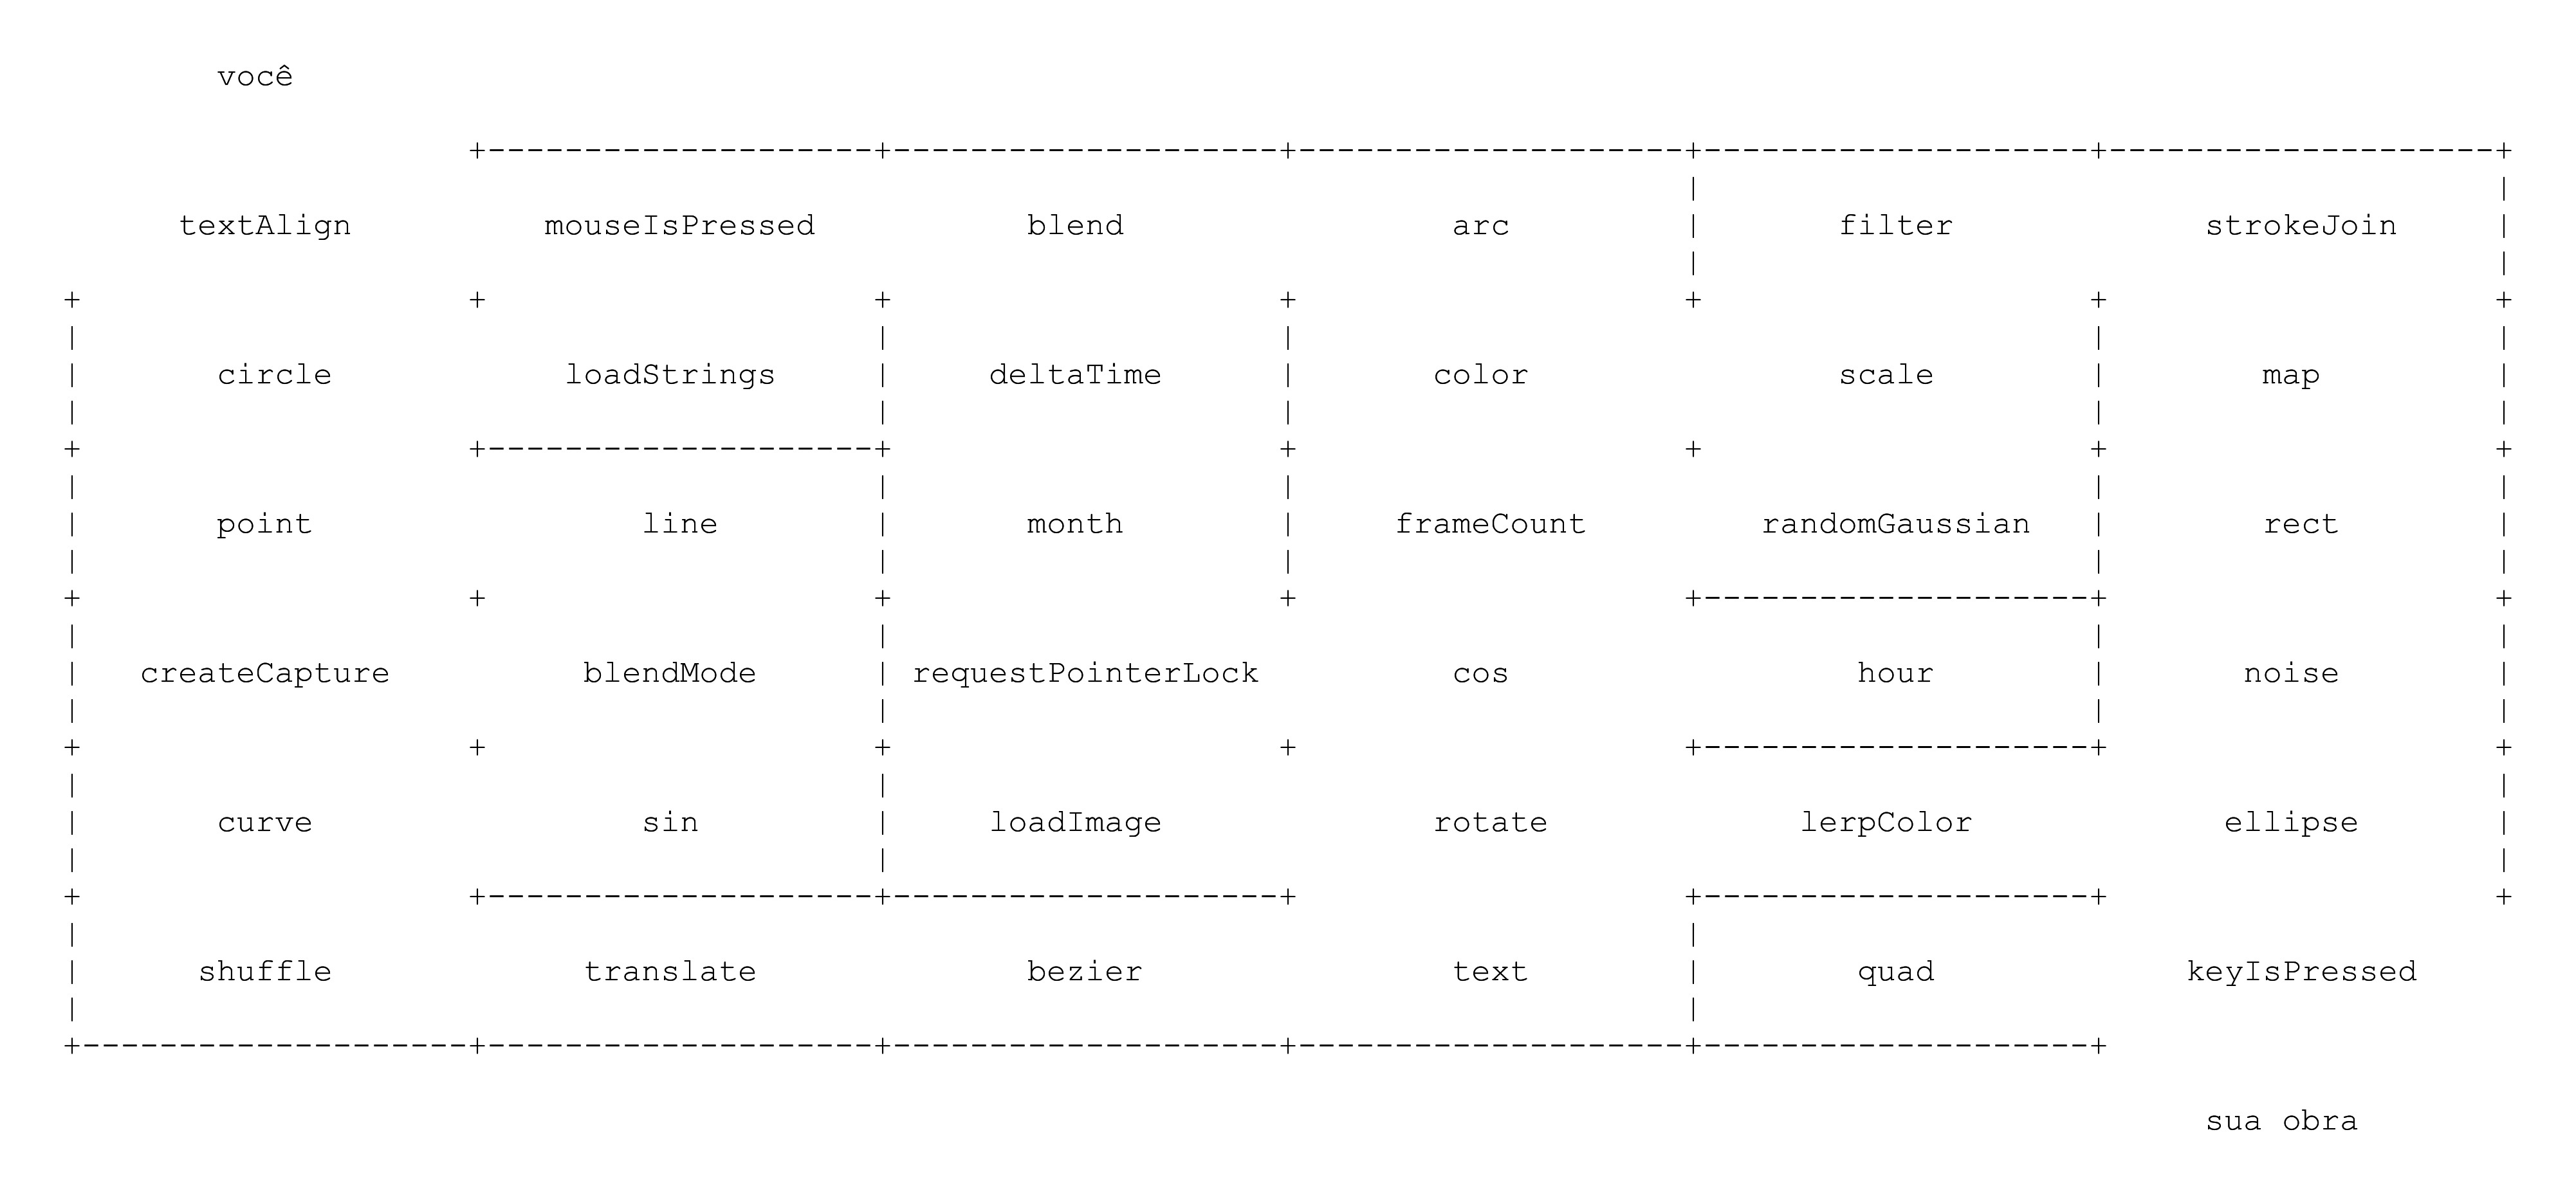 você
textAlign mouseIsPressed blend arc filter strokeJoin
circle loadStrings deltaTime color scale map
point line month frameCount randomGaussian rect
createCapture blendMode requestPointerLock cos hour noise
curve sin loadImage rotate lerpColor ellipse
shuffle translate bezier text quad keyIsPressed
sua obra